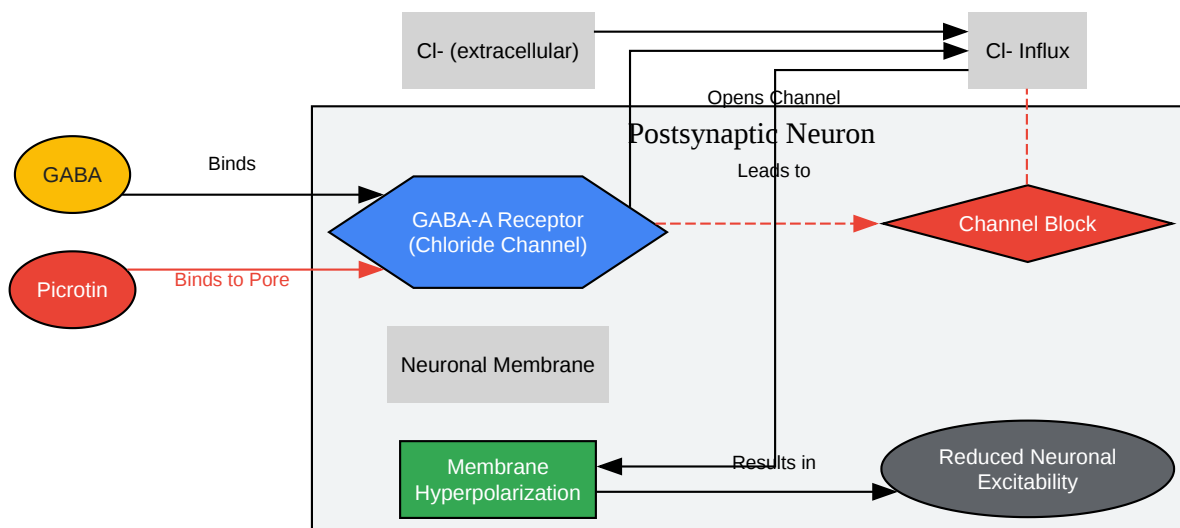 Cl- (extracellular)
Cl- Influx
Opens Channel
Postsynaptic Neuron
GABA
Binds
Leads to
GABA-A Receptor
(Chloride Channel)
Channel Block
Picrotin
Binds to Pore
Neuronal Membrane
Membrane
Hyperpolarization
Results in
Reduced Neuronal
Excitability